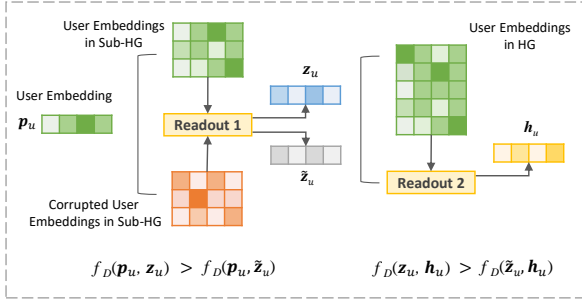 User Embeddings
in Sub-HG
User Embeddings
in HG
z_u
User Embedding
p_u
Readout 1
h_u
z̃_u
Readout 2
Corrupted User
Embeddings in Sub-HG
f_D(p_u, z_u) > f_D(p_u, z̃_u)
f_D(z_u, h_u) > f_D(z̃_u, h_u)